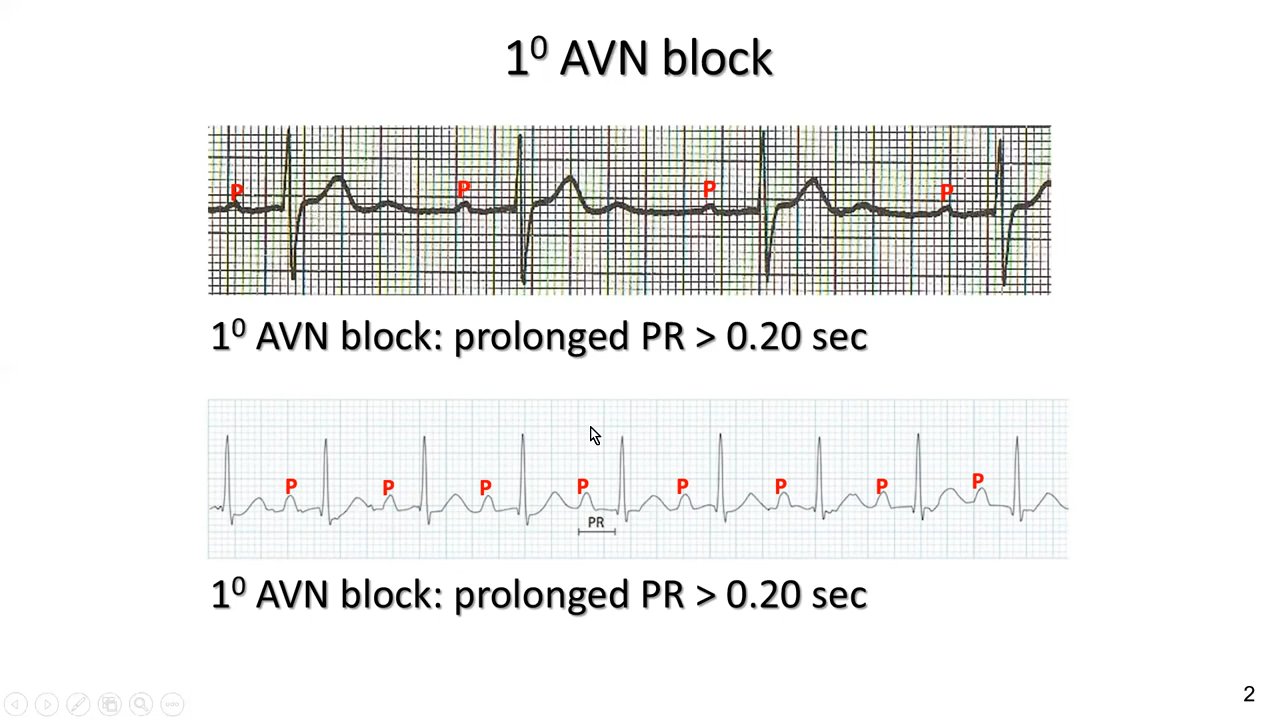 1⁰ AVN block
P P P P
1⁰ AVN block: prolonged PR > 0.20 sec
P P P P P P P P
PR
1⁰ AVN block: prolonged PR > 0.20 sec
2